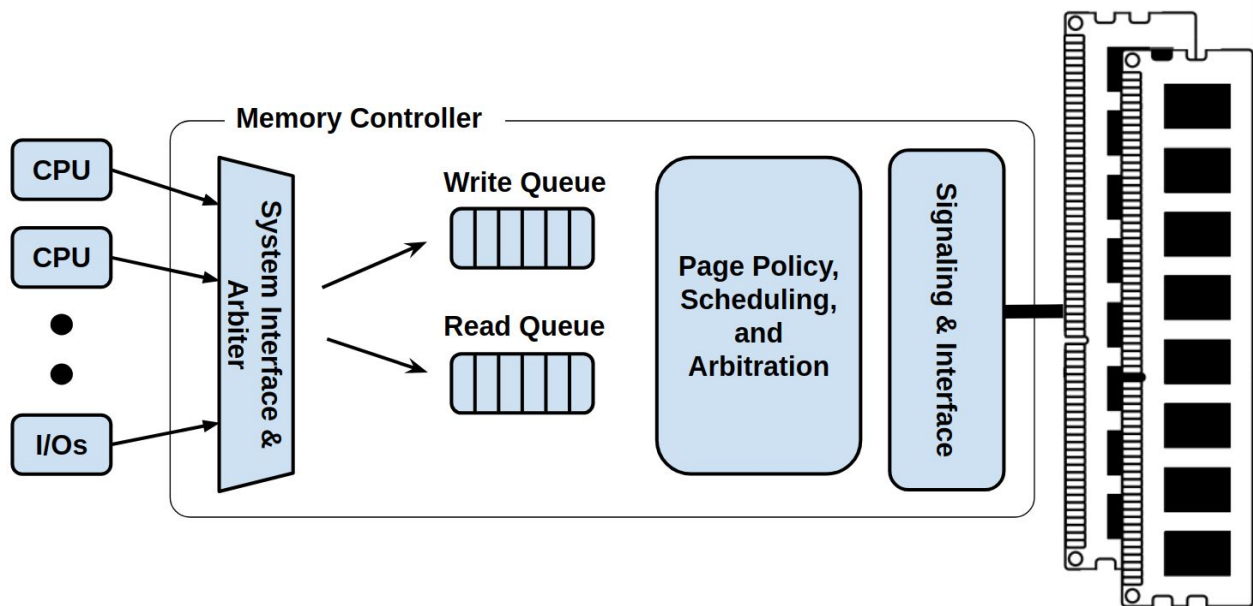 Memory Controller
CPU
CPU
I/Os
System Interface &
Arbiter
Write Queue
Read Queue
Page Policy,
Scheduling,
and
Arbitration
Signaling & Interface